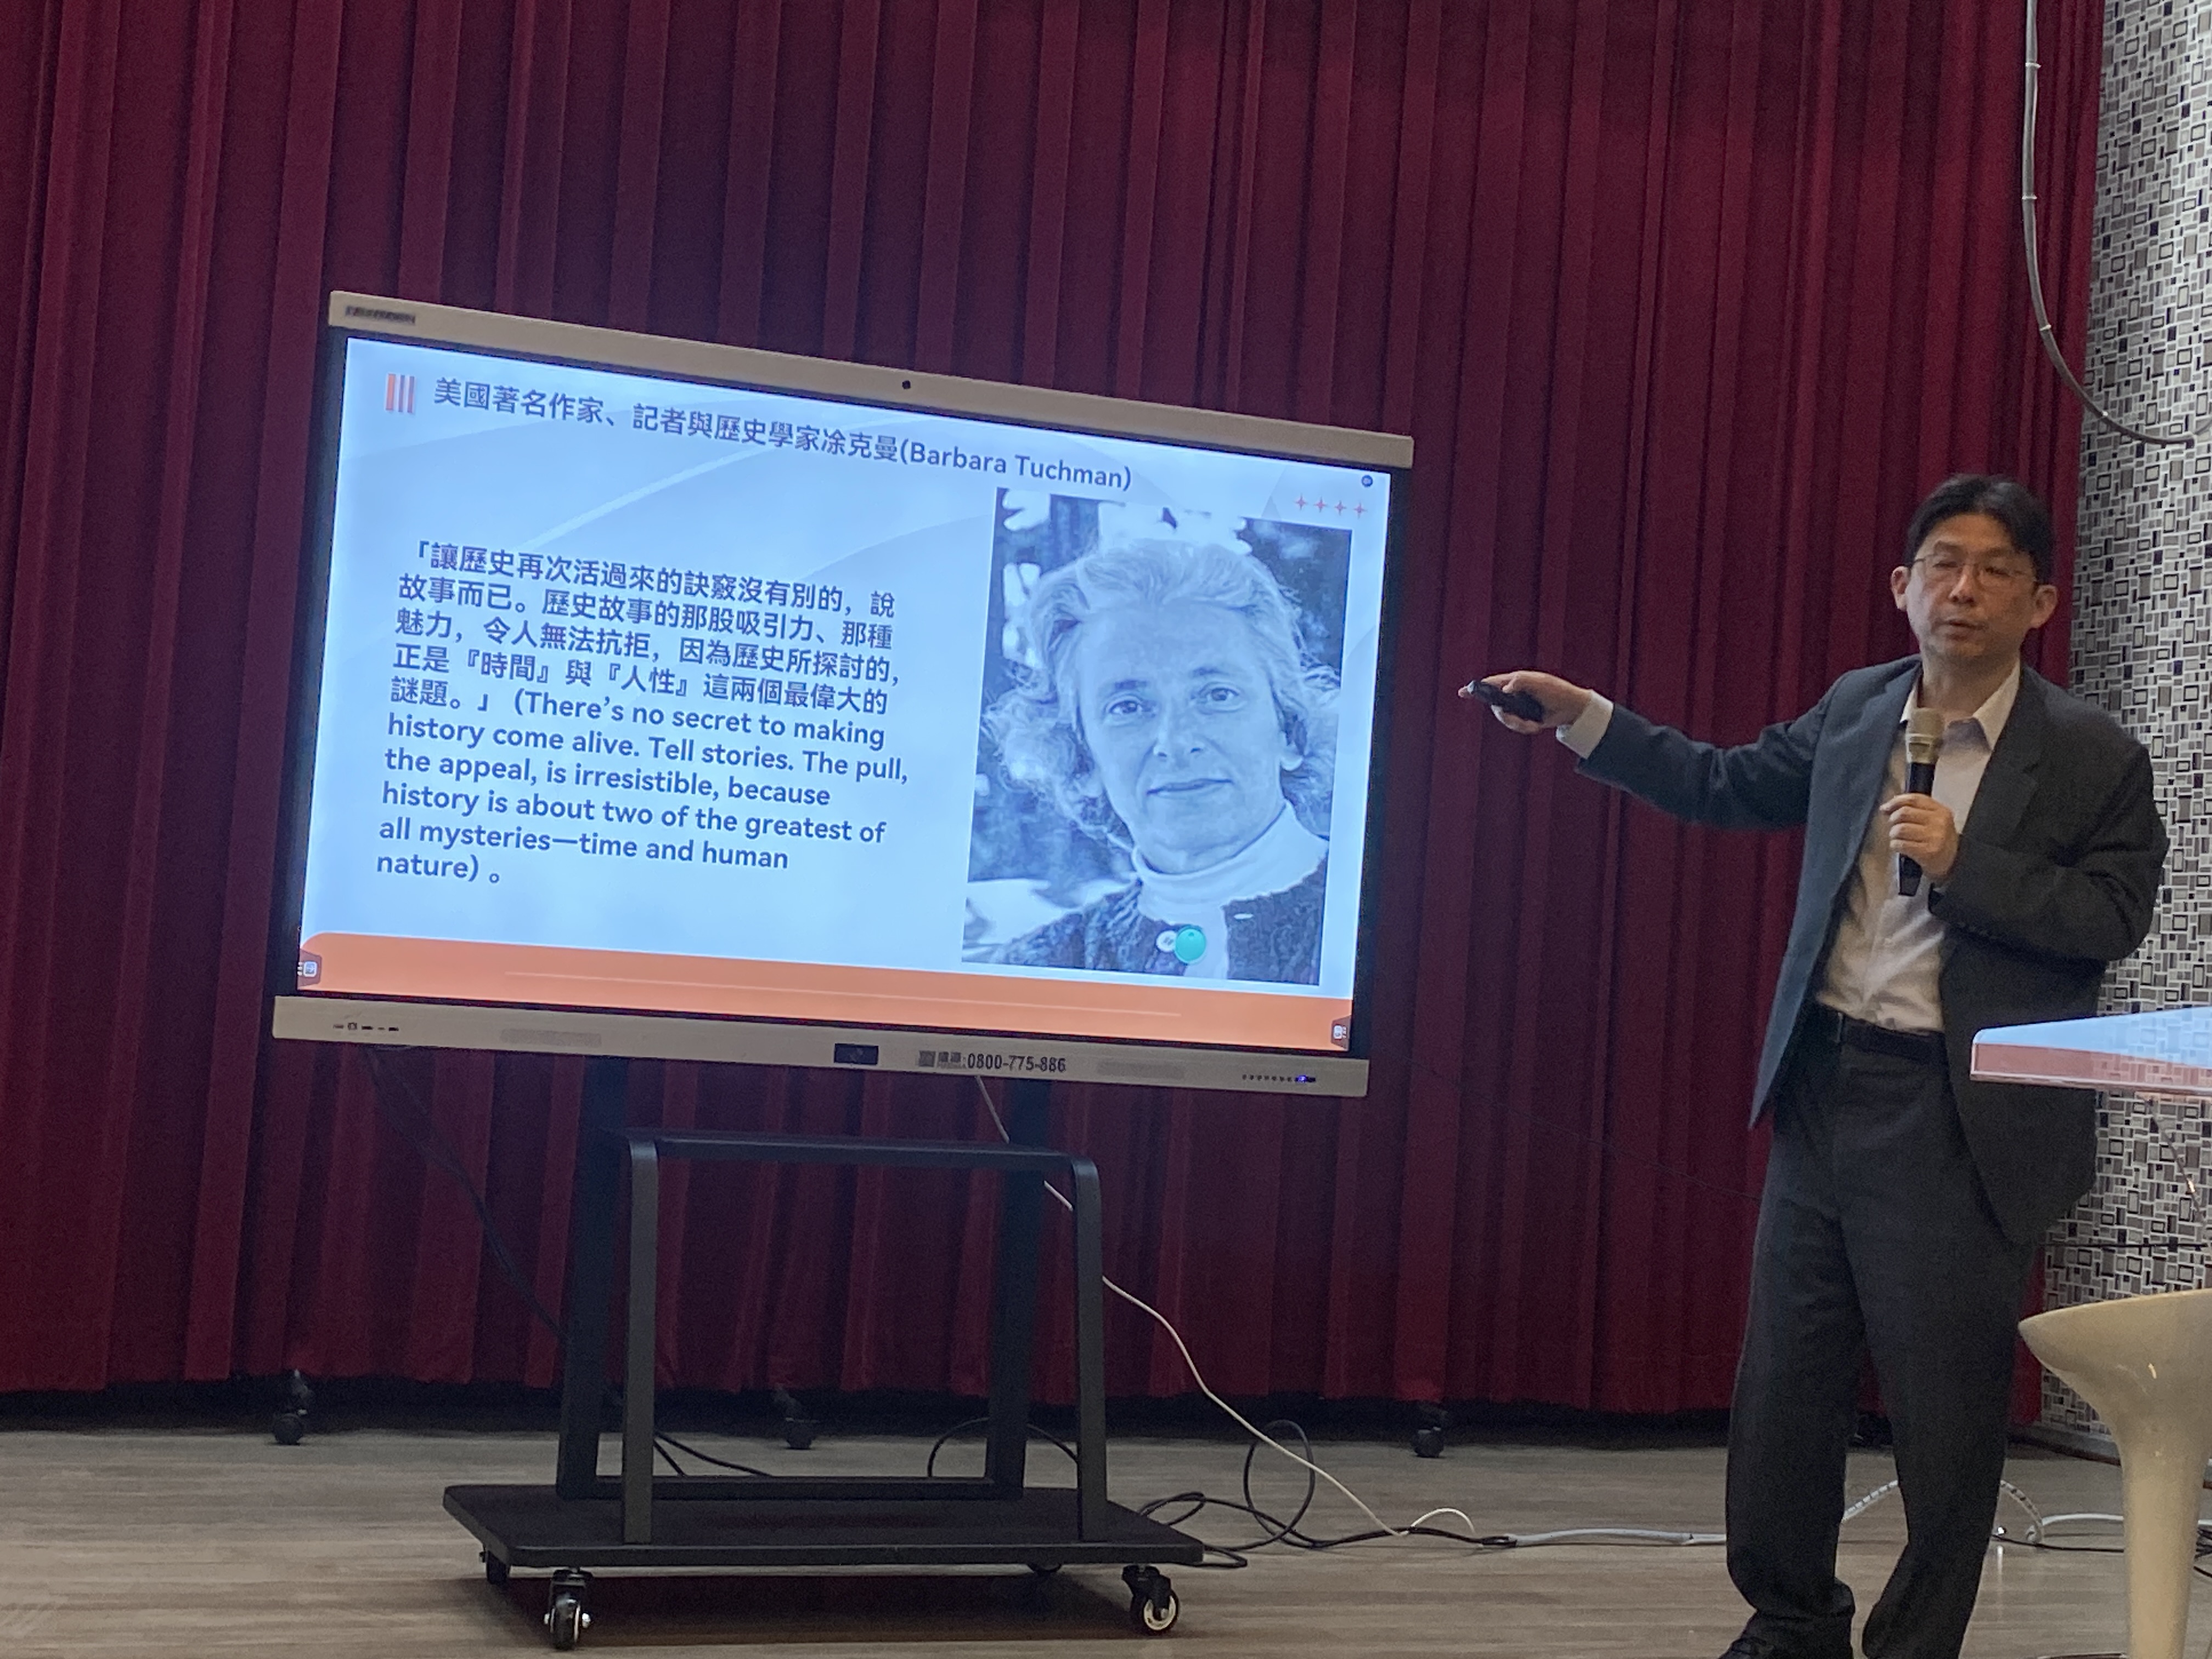 美國著名作家、記者與歷史學家凃克曼(Barbara Tuchman)
「讓歷史再次活過來的訣竅沒有別的，說
故事而已。歷史故事的那股吸引力、那種
魅力，令人無法抗拒，因為歷史所探討的，
正是『時間』與『人性』這兩個最偉大的
謎題。」(There's no secret to making
history come alive. Tell stories. The pull,
the appeal, is irresistible, because
history is about two of the greatest of
all mysteries—time and human
nature) 。
:0800-775-886